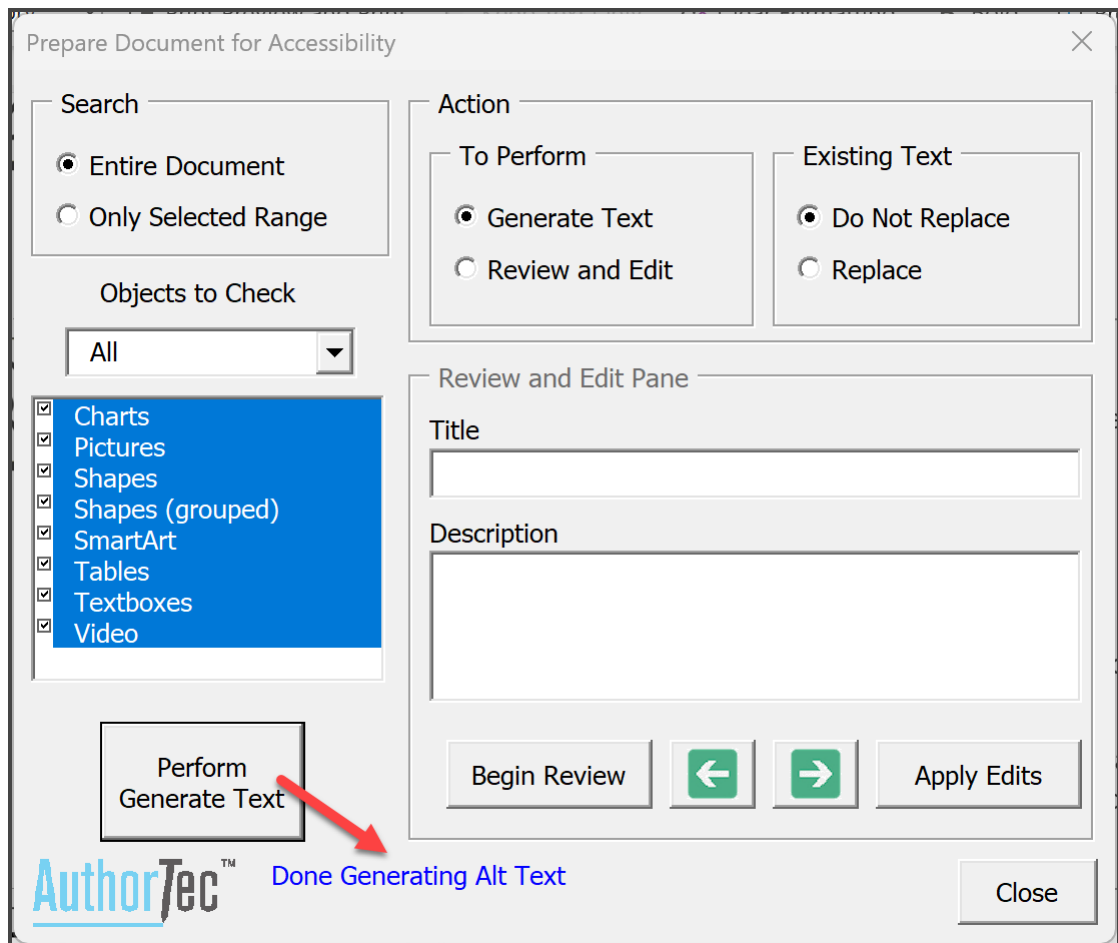 Prepare Document for Accessibility
Search
Entire Document
Only Selected Range
Objects to Check
All
Charts
Pictures
Shapes
Shapes (grouped)
SmartArt
Tables
Textboxes
Video
Perform
Generate Text
Action
To Perform
Generate Text
Review and Edit
Existing Text
Do Not Replace
Replace
Review and Edit Pane
Title
Description
Begin Review
Apply Edits
AuthorTec™
Done Generating Alt Text
Close